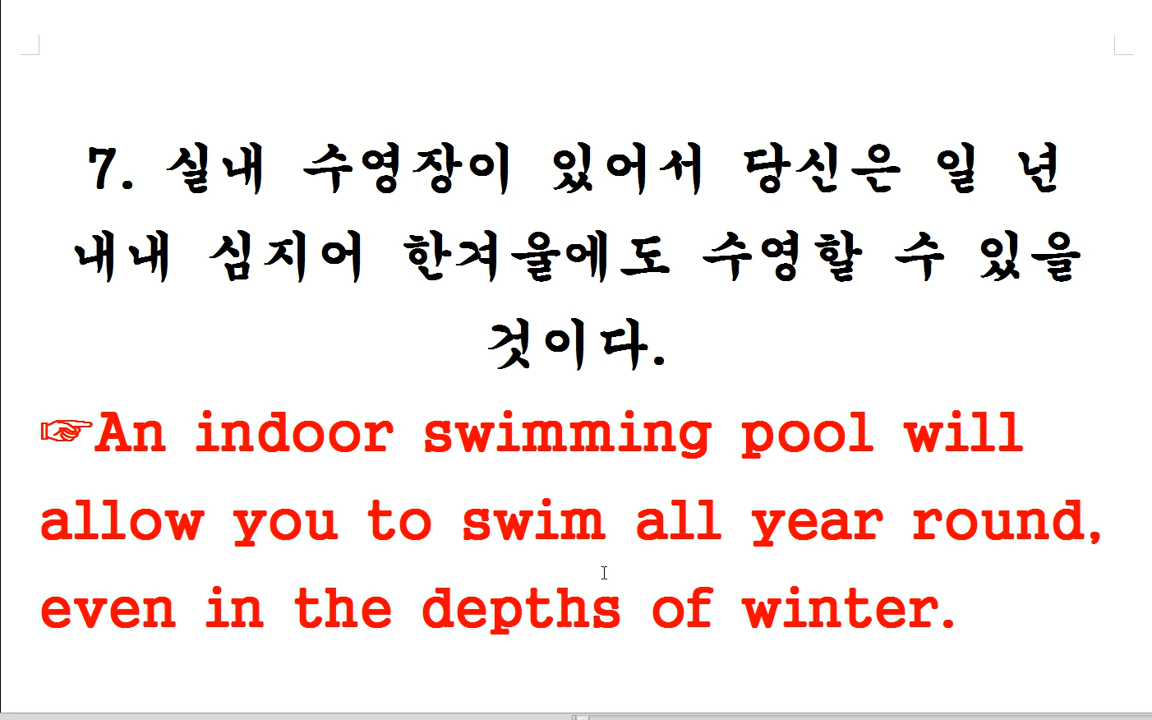 7. 실내 수영장이 있어서 당신은 일 년
내내 심지어 한겨울에도 수영할 수 있을
것이다.
☞An indoor swimming pool will
allow you to swim all year round,
even in the depths of winter.